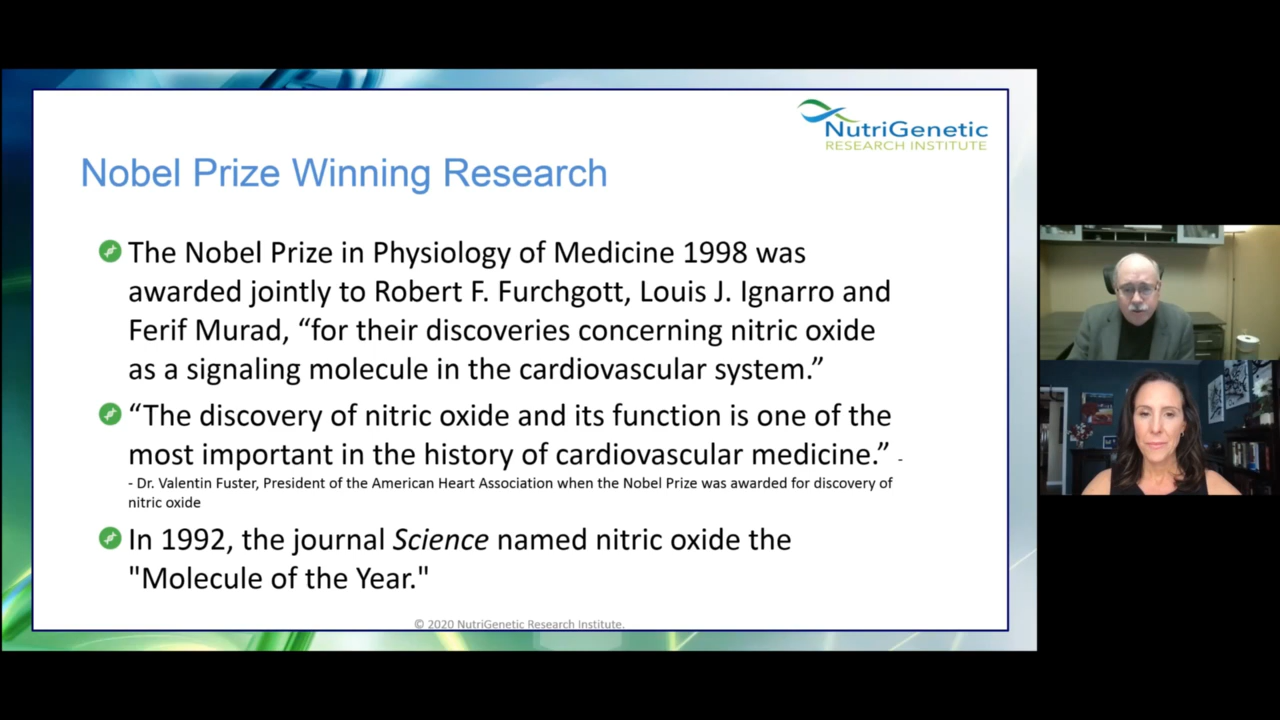 NutriGenetic
RESEARCH INSTITUTE
Nobel Prize Winning Research
The Nobel Prize in Physiology of Medicine 1998 was
awarded jointly to Robert F. Furchgott, Louis J. Ignarro and
Ferif Murad, “for their discoveries concerning nitric oxide
as a signaling molecule in the cardiovascular system.”
“The discovery of nitric oxide and its function is one of the
most important in the history of cardiovascular medicine.” -
- Dr. Valentin Fuster, President of the American Heart Association when the Nobel Prize was awarded for discovery of
nitric oxide
In 1992, the journal Science named nitric oxide the
"Molecule of the Year."
© 2020 NutriGenetic Research Institute.